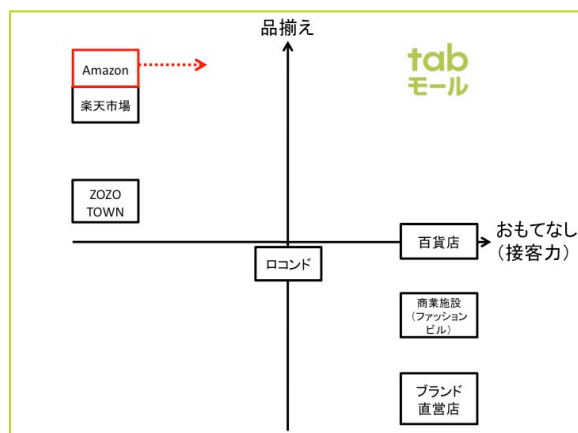 品揃え
tab
モール
Amazon
楽天市場
ZOZO
TOWN
百貨店
おもてなし
(接客力)
ロコンド
商業施設
(ファッション
ビル)
ブランド
直営店